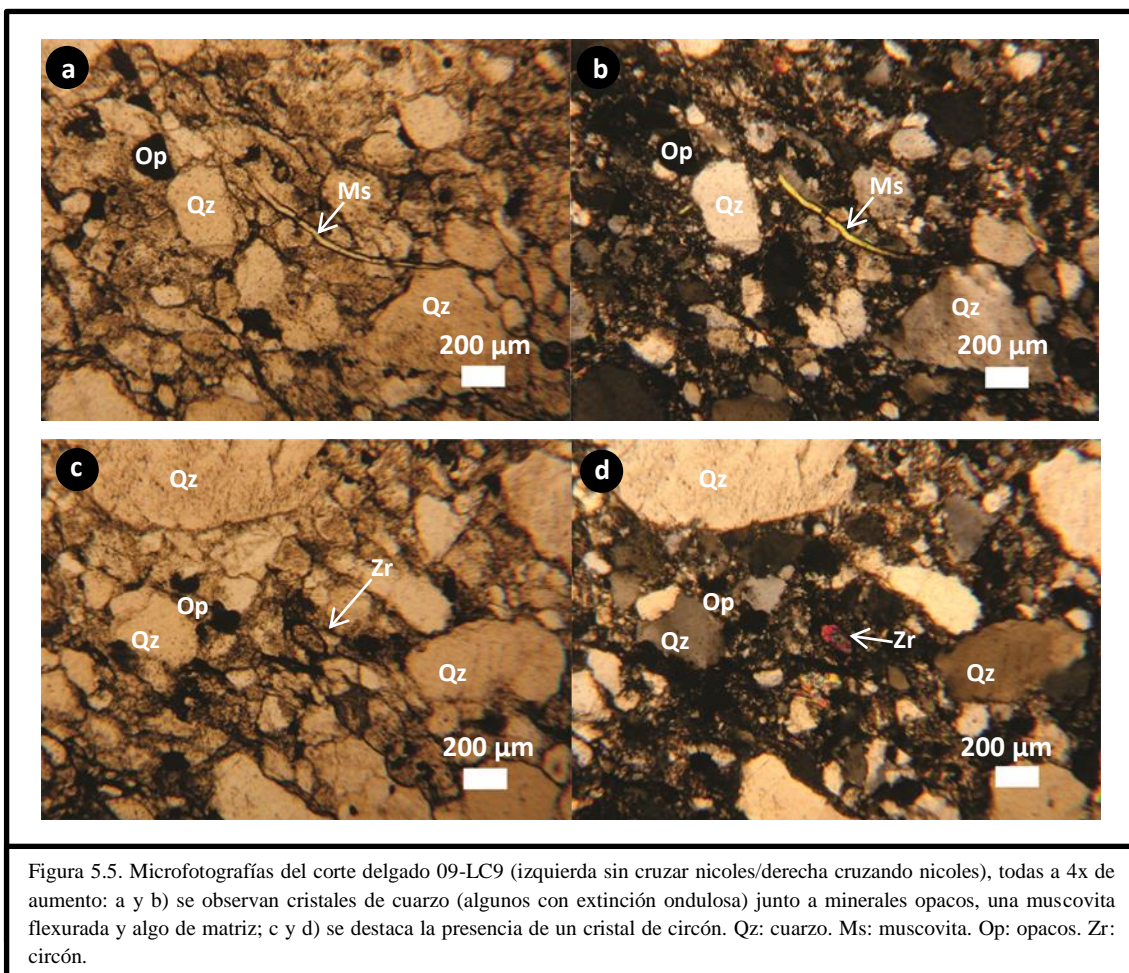 a
Op
Qz
Ms
Qz
200 µm
b
Op
Qz
Ms
Qz
200 µm
c
Qz
Zr
Op
Qz
Qz
200 µm
d
Qz
Op
Qz
Zr
Qz
200 µm
Figura 5.5. Microfotografías del corte delgado 09-LC9 (izquierda sin cruzar nicoles/derecha cruzando nicoles), todas a 4x de
aumento: a y b) se observan cristales de cuarzo (algunos con extinción ondulosa) junto a minerales opacos, una muscovita
flexurada y algo de matriz; c y d) se destaca la presencia de un cristal de circón. Qz: cuarzo. Ms: muscovita. Op: opacos. Zr:
circón.